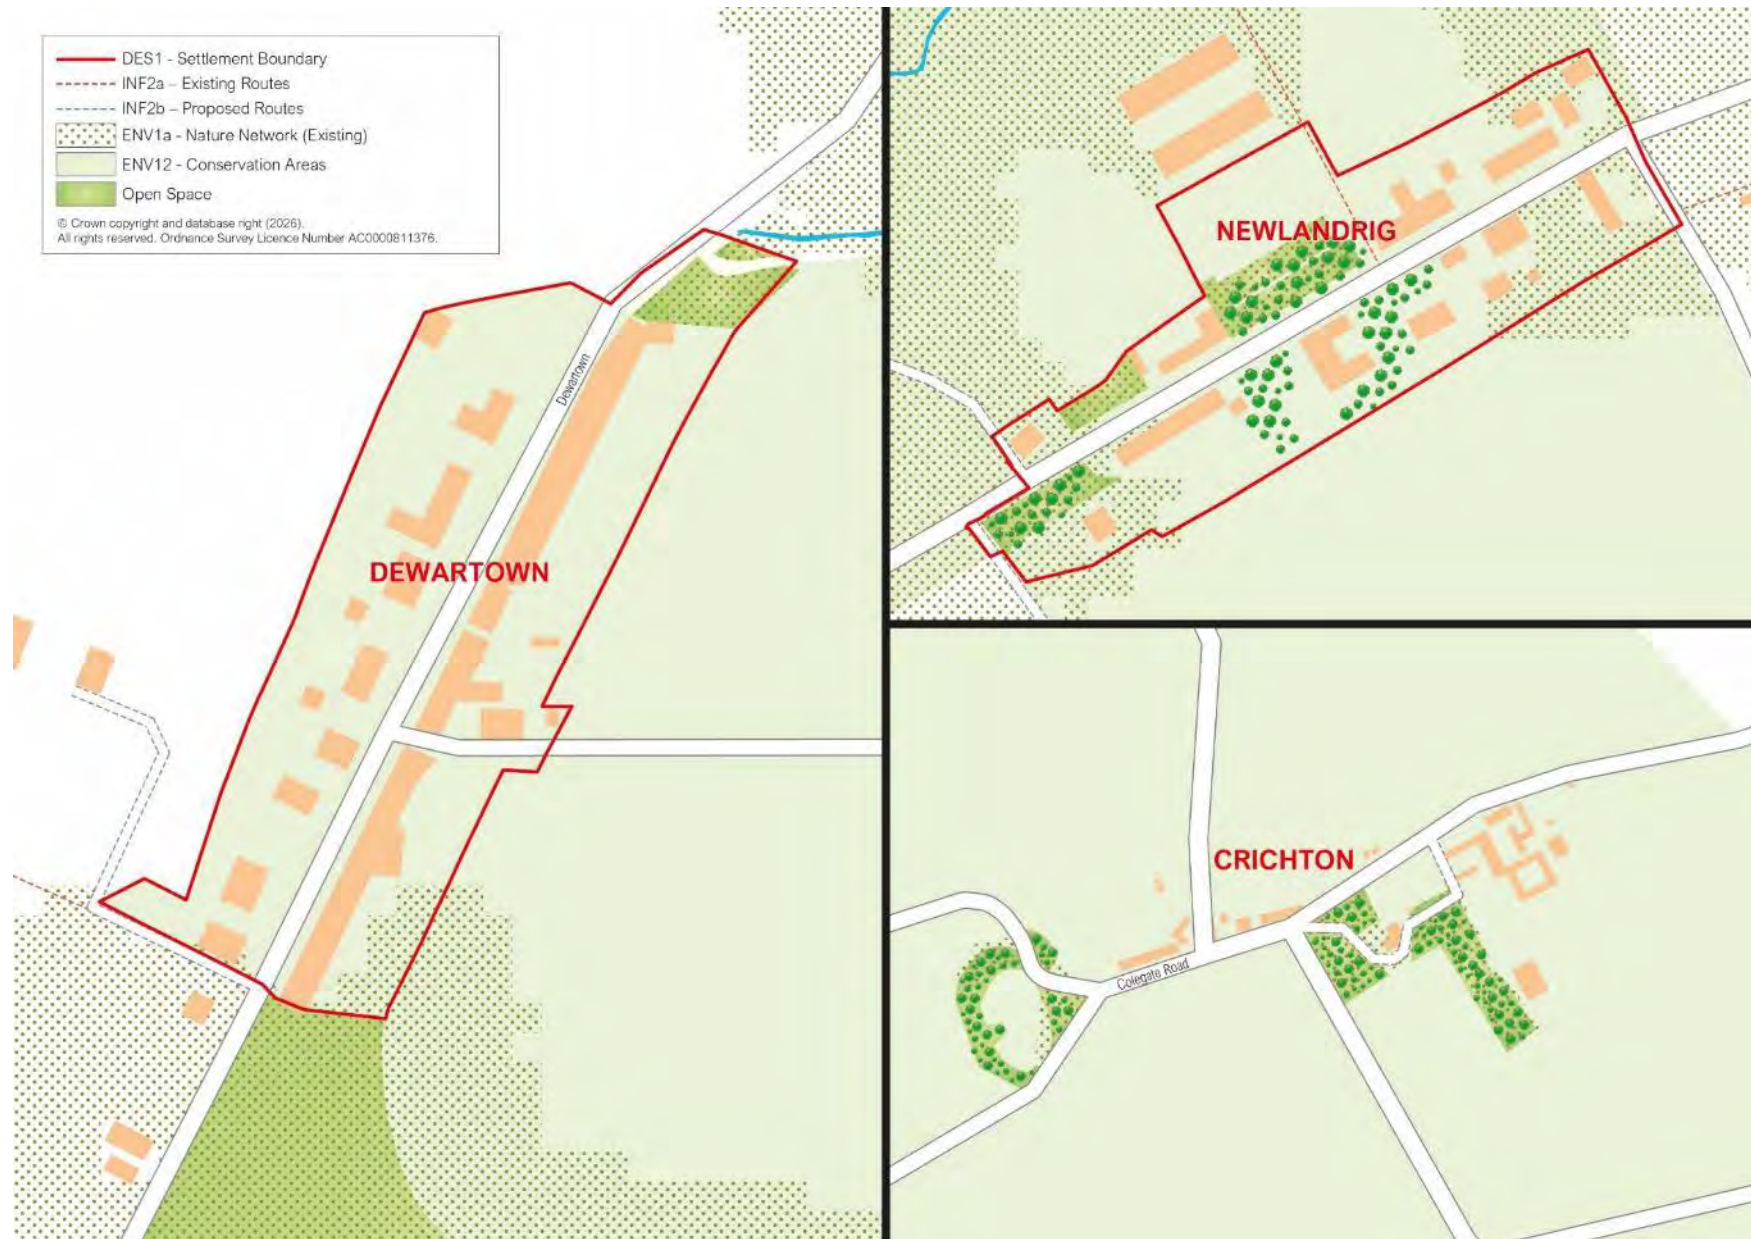 DES1 - Settlement Boundary
INF2a – Existing Routes
INF2b – Proposed Routes
ENV1a - Nature Network (Existing)
ENV12 - Conservation Areas
Open Space
© Crown copyright and database right (2026).
All rights reserved. Ordnance Survey Licence Number AC0000811376.
Dewartown
DEWARTOWN
NEWLANDRIG
CRICHTON
Colegate Road